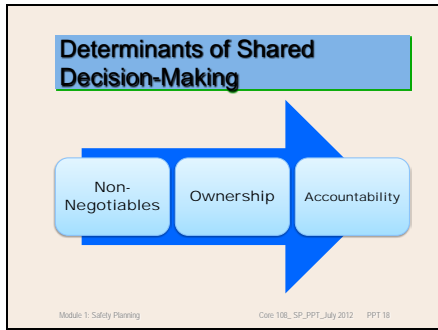 Determinants of Shared
Decision-Making
Non-
Negotiables
Ownership
Accountability
Module 1: Safety Planning
Core 108_ SP_PPT_July 2012 PPT 18